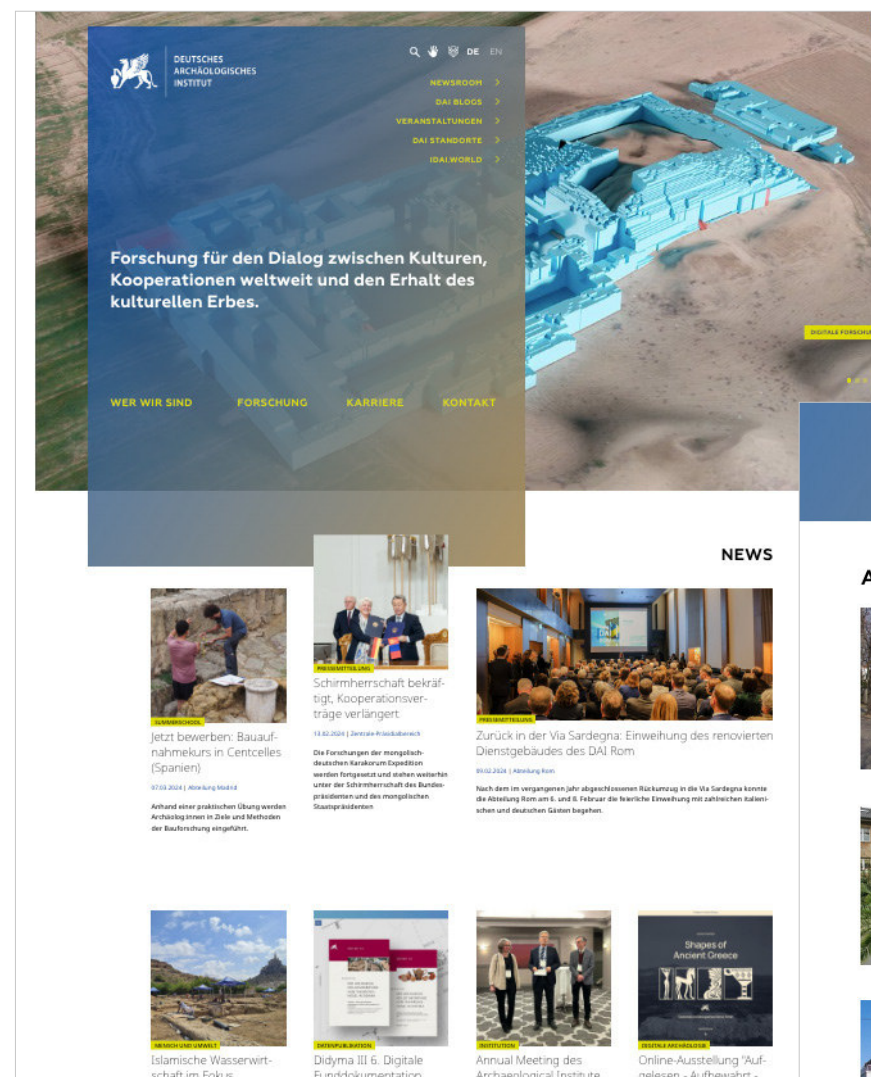 DEUTSCHES
ARCHÄOLOGISCHES
INSTITUT
DE EN
NEWSROOM
DAI BLOGS
VERANSTALTUNGEN
DAI STANDORTE
IDAI.WORLD
Forschung für den Dialog zwischen Kulturen,
Kooperationen weltweit und den Erhalt des
kulturellen Erbes.
DIGITALE
WER WIR SIND FORSCHUNG KARRIERE KONTAKT
NEWS
SUMMERSCHOOL
Jetzt bewerben: Bauauf-
nahmekurs in Centcelles
(Spanien)
07.03.2024 | Abteilung Madrid
Anhand einer praktischen Übung werden
Archäolog:innen in Ziele und Methoden
der Bauforschung eingeführt.
PRESSEMITTEILUNG
Schirmherrschaft bekräf-
tigt, Kooperationsver-
träge verlängert
13.02.2024 | Zentrale-Präsidialbereich
Die Forschungen der mongolisch-
deutschen Karakorum Expedition
werden fortgesetzt und stehen weiterhin
unter der Schirmherrschaft des Bundes-
präsidenten und des mongolischen
Staatspräsidenten
PRESSEMITTEILUNG
Zurück in der Via Sardegna: Einweihung des renovierten
Dienstgebäudes des DAI Rom
09.02.2024 | Abteilung Rom
Nach dem im vergangenen Jahr abgeschlossenen Rückumzug in die Via Sardegna konnte
die Abteilung Rom am 6. und 8. Februar die feierliche Einweihung mit zahlreichen italieni-
schen und deutschen Gästen begehen.
MENSCH UND UMWELT
Islamische Wasserwirt-
schaft im Fokus
DATENPUBLIKATION
Didyma III 6. Digitale
Funddokumentation
INSTITUTION
Annual Meeting des
Archaeological Institute
Shapes of
Ancient Greece
DIGITALE ARCHÄOLOGIE
Online-Ausstellung "Auf-
gelesen - Aufbewahrt -